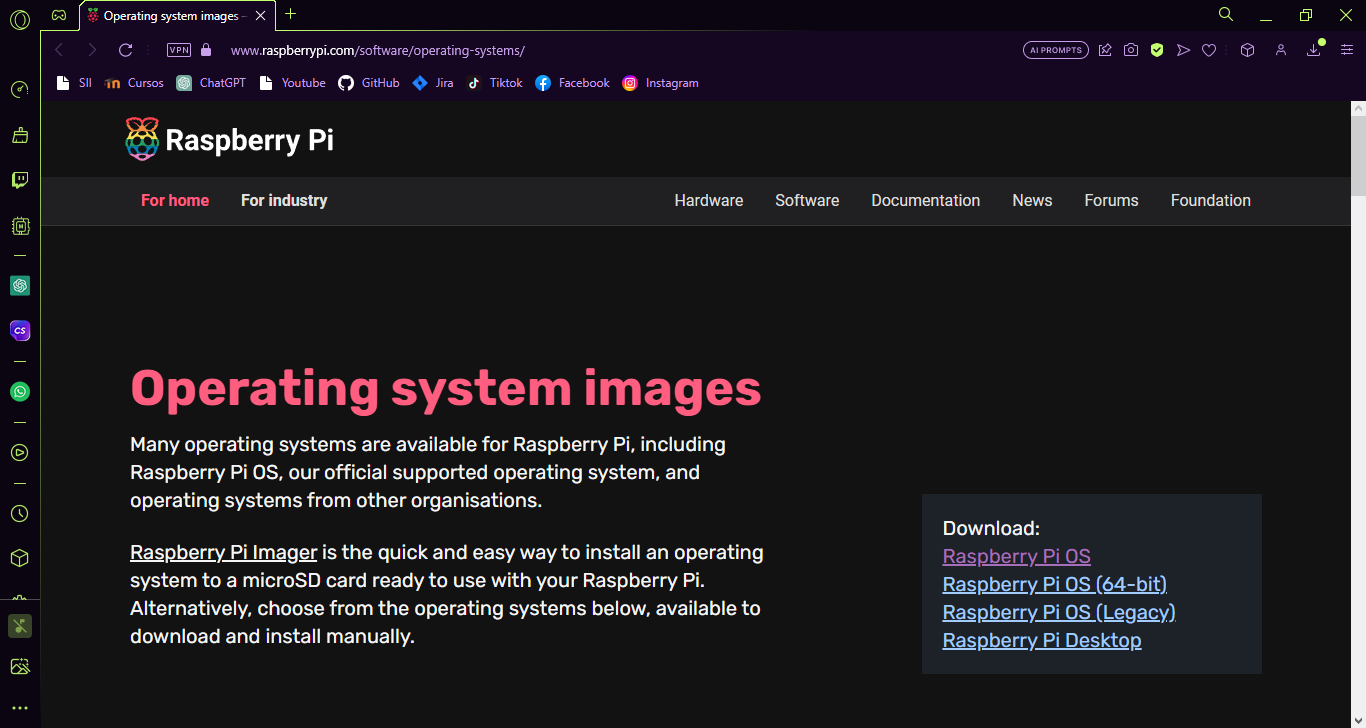 Operating system images –
VPN
www.raspberrypi.com/software/operating-systems/
AI PROMPTS
SII
Cursos
ChatGPT
Youtube
GitHub
Jira
Tiktok
Facebook
Instagram
Raspberry Pi
For home
For industry
Hardware
Software
Documentation
News
Forums
Foundation
CS
Operating system images
Many operating systems are available for Raspberry Pi, including
Raspberry Pi OS, our official supported operating system, and
operating systems from other organisations.
Raspberry Pi Imager is the quick and easy way to install an operating
system to a microSD card ready to use with your Raspberry Pi.
Alternatively, choose from the operating systems below, available to
download and install manually.
Download:
Raspberry Pi OS
Raspberry Pi OS (64-bit)
Raspberry Pi OS (Legacy)
Raspberry Pi Desktop